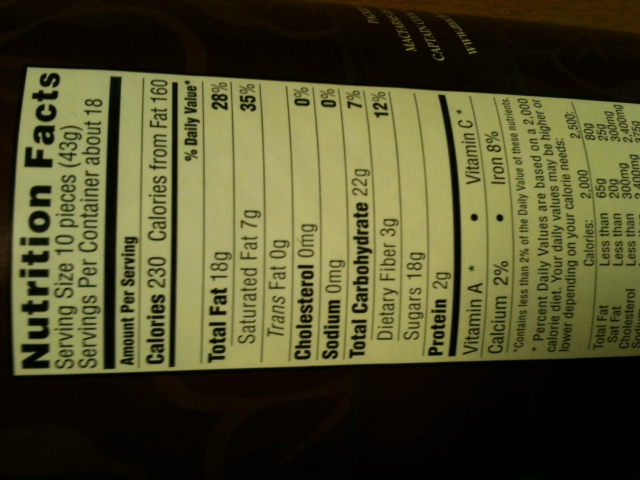 Nutrition Facts
Serving Size 10 pieces (43g)
Servings Per Container about 18
Amount Per Serving
Calories 230 Calories from Fat 160
% Daily Value*
Total Fat 18g 28%
Saturated Fat 7g 35%
Trans Fat 0g
Cholesterol 0mg 0%
Sodium 0mg 0%
Total Carbohydrate 22g 7%
Dietary Fiber 3g 12%
Sugars 18g
Protein 2g
Vitamin A * • Vitamin C *
Calcium 2% • Iron 8%
*Contains less than 2% of the Daily Value of these nutrients.
* Percent Daily Values are based on a 2,000
calorie diet. Your daily values may be higher or
lower depending on your calorie needs:
Calories: 2,000 2,500:
Total Fat Less than 65g 80g
Sat Fat Less than 20g 25g
Cholesterol Less than 300mg 300mg
2,400mg 2,400mg